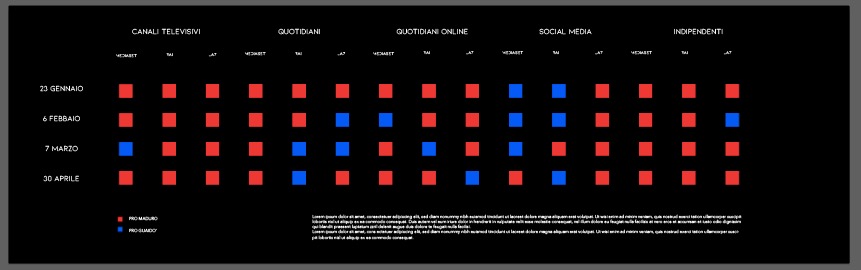 CANALI TELEVISIVI QUOTIDIANI QUOTIDIANI ONLINE SOCIAL MEDIA INDIPENDENTI
MEDIASET RAI LA7 MEDIASET RAI LA7 MEDIASET RAI LA7 MEDIASET RAI LA7 MEDIASET RAI LA7
23 GENNAIO
6 FEBBAIO
7 MARZO
30 APRILE
PRO MADURO
PRO GUAIDO'
Lorem ipsum dolor sit amet, consectetuer adipiscing elit, sed diam nonummy nibh euismod tincidunt ut laoreet dolore magna aliquam erat volutpat. Ut wisi enim ad minim veniam, quis nostrud exerci tation ullamcorper suscipit
lobortis nisl ut aliquip ex ea commodo consequat. Duis autem vel eum iriure dolor in hendrerit in vulputate velit esse molestie consequat, vel illum dolore eu feugiat nulla facilisis at vero eros et accumsan et iusto odio dignissim
qui blandit praesent luptatum zzril delenit augue duis dolore te feugait nulla facilisi.
Lorem ipsum dolor sit amet, cons ectetuer adipiscing elit, sed diam nonummy nibh euismod tincidunt ut laoreet dolore magna aliquam erat volutpat. Ut wisi enim ad minim veniam, quis nostrud exerci tation ullamcorper suscipit
lobortis nisl ut aliquip ex ea commodo consequat.